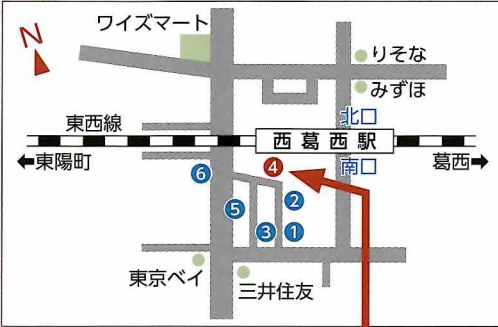 N
ワイズマート
りそな
みずほ
北口
東西線
西葛西駅
←東陽町
葛西→
南口
④
⑥
②
⑤
③
①
東京ベイ
三井住友